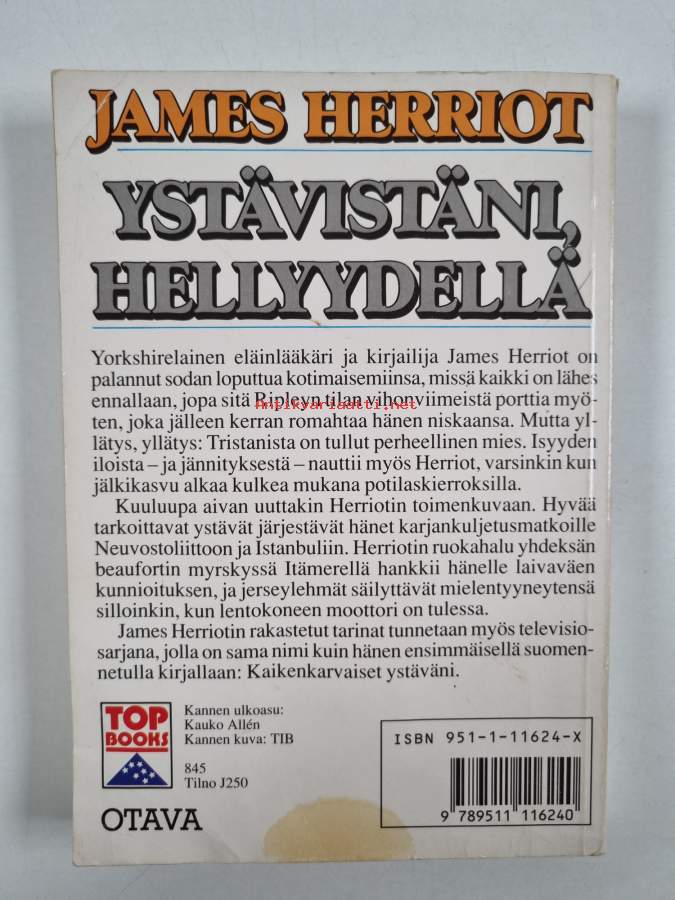 JAMES HERRIOT
YSTÄVISTÄNI,
HELLYYDELLÄ
Yorkshirelainen eläinlääkäri ja kirjailija James Herriot on
palannut sodan loputtua kotimaisemiinsa, missä kaikki on lähes
ennallaan, jopa sitä Ripleyn tilan vihonviimeistä porttia myö-
Antikvariaatti.net
ten, joka jälleen kerran romahtaa hänen niskaansa. Mutta yl-
lätys, yllätys: Tristanista on tullut perheellinen mies. Isyyden
iloista – ja jännityksestä – nauttii myös Herriot, varsinkin kun
jälkikasvu alkaa kulkea mukana potilaskierroksilla.
Kuuluupa aivan uuttakin Herriotin toimenkuvaan. Hyvää
tarkoittavat ystävät järjestävät hänet karjankuljetusmatkoille
Neuvostoliittoon ja Istanbuliin. Herriotin ruokahalu yhdeksän
beaufortin myrskyssä Itämerellä hankkii hänelle laivaväen
kunnioituksen, ja jerseylehmät säilyttävät mielentyyneytensä
silloinkin, kun lentokoneen moottori on tulessa.
James Herriotin rakastetut tarinat tunnetaan myös televisio-
sarjana, jolla on sama nimi kuin hänen ensimmäisellä suomen-
netulla kirjallaan: Kaikenkarvaiset ystäväni.
TOP
BOOKS
Kannen ulkoasu:
Kauko Allén
Kannen kuva: TIB
845
Tilno J250
OTAVA
ISBN 951-1-11624-X
9 789511 116240